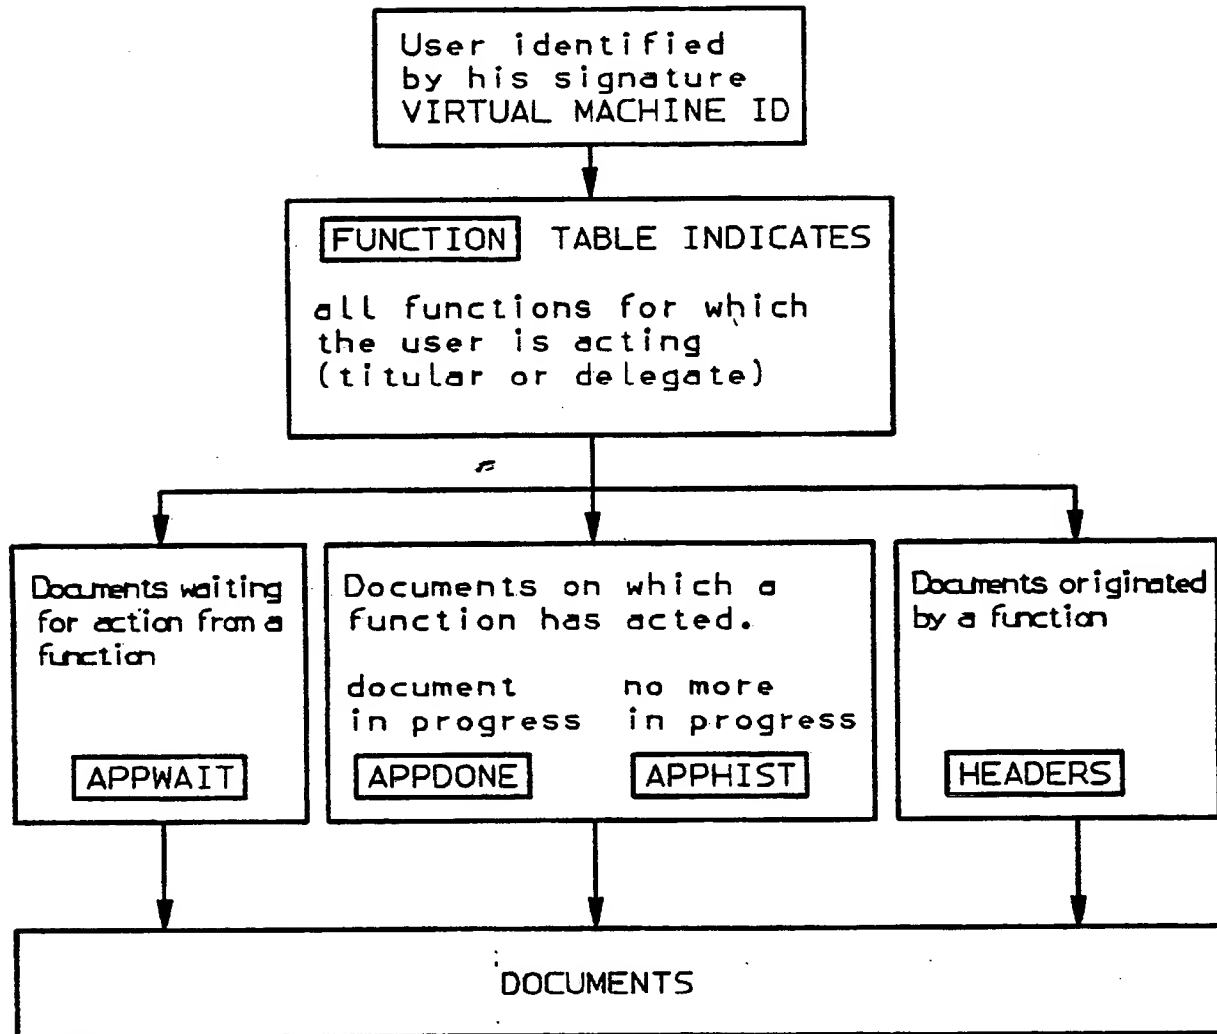 User identified
by his signature
VIRTUAL MACHINE ID
FUNCTION TABLE INDICATES
all functions for which
the user is acting
(titular or delegate)
Documents waiting
for action from a
function
APPWAIT
Documents on which a
function has acted.
document
in progress
APPDONE
no more
in progress
APPHIST
Documents originated
by a function
HEADERS
DOCUMENTS